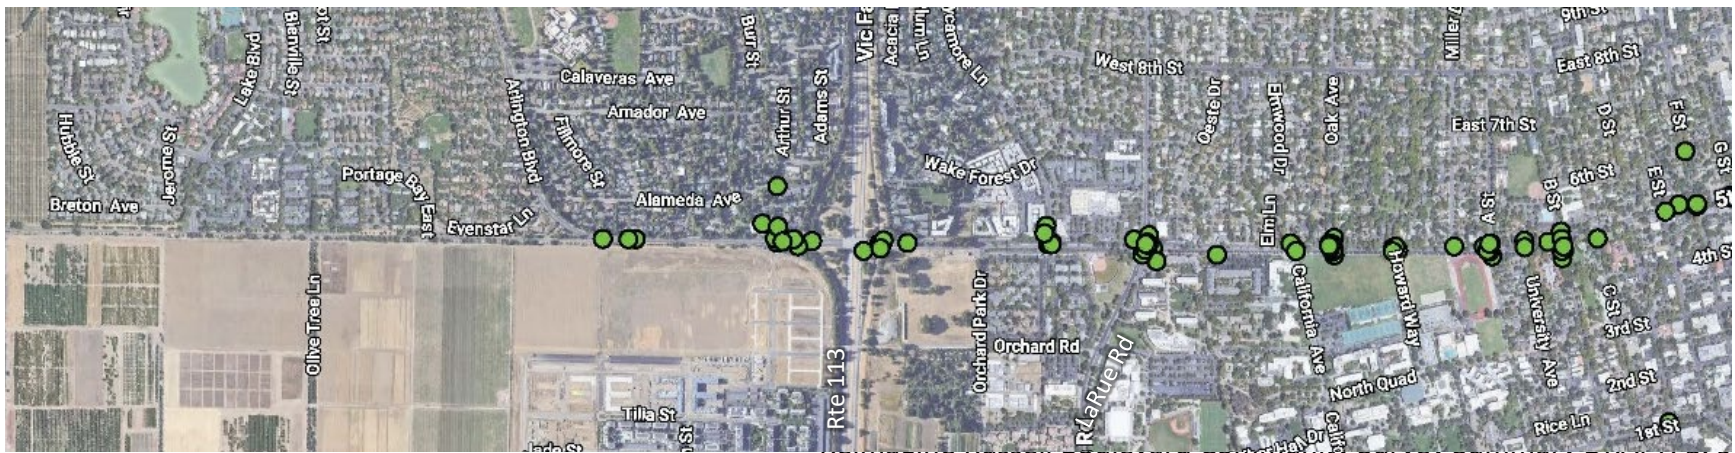 9th St
Miller
Burr St
Vic Fa
Acacia
Lake Blvd
Bienville St
Calaveras Ave
West 8th St
East 8th St
Arlington Blvd
Amador Ave
Arthur St
Adams St
Oeste Dr
Elmwood Dr
Oak Ave
East 7th St
D St
F St
Hubble St
Jerome St
Fillmore St
Portage Bay East
Wake Forest Dr
6th St
B St
E St
G St
Breton Ave
Alameda Ave
Evenstar Ln
Elm Ln
A St
4th S
Olive Tree Ln
Orchard Park Dr
California Ave
Howard Way
University Ave
C St
3rd St
Orchard Rd
Rte 113
LaRue Rd
North Quad
2nd St
Tilia St
Rd
Rice Ln
1st St
Jade St